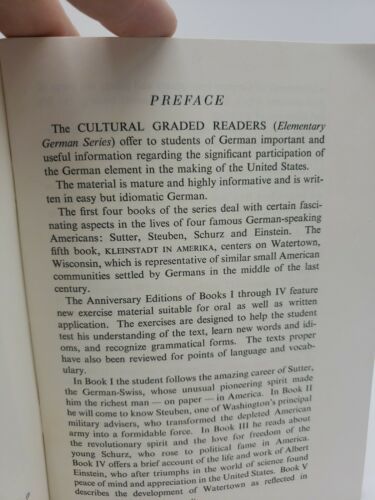 PREFACE
The CULTURAL GRADED READERS (Elementary
German Series) offer to students of German important and
useful information regarding the significant participation of
the German element in the making of the United States.
The material is mature and highly informative and is writ-
ten in easy but idiomatic German.
The first four books of the series deal with certain fasci-
nating aspects in the lives of four famous German-speaking
Americans: Sutter, Steuben, Schurz and Einstein. The
fifth book, KLEINSTADT IN AMERIKA, centers on Watertown,
Wisconsin, which is representative of similar small American
communities settled by Germans in the middle of the last
century.
The Anniversary Editions of Books I through IV feature
new exercise material suitable for oral as well as written
application. The exercises are designed to help the student
test his understanding of the text, learn new words and idi-
oms, and recognize grammatical forms. The texts proper
have also been reviewed for points of language and vocab-
ulary.
In Book I the student follows the amazing career of Sutter,
the German-Swiss, whose unusual pioneering spirit made
him the richest man — on paper — in America. In Book II
he will come to know Steuben, one of Washington's principal
military advisers, who transformed the depleted American
army into a formidable force. In Book III he reads about
the revolutionary spirit and the love for freedom of the
young Schurz, who rose to political fame in America.
Book IV offers a brief account of the life and work of Albert
Einstein, who after triumphs in the world of science found
peace of mind and appreciation in the United States. Book V
describes the development of Watertown as reflected in